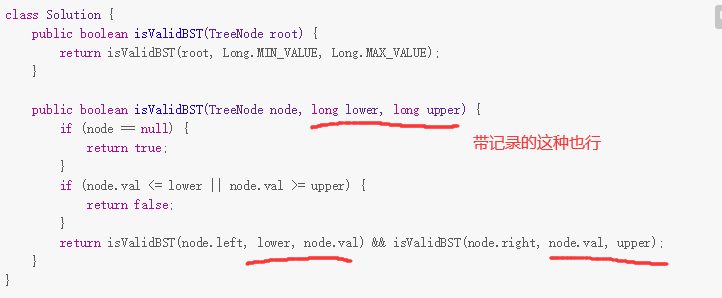 class Solution {
    public boolean isValidBST(TreeNode root) {
        return isValidBST(root, Long.MIN_VALUE, Long.MAX_VALUE);
    }

    public boolean isValidBST(TreeNode node, long lower, long upper) {
        if (node == null) {
            return true;
        }
        带记录的这种也行
        if (node.val <= lower || node.val >= upper) {
            return false;
        }
        return isValidBST(node.left, lower, node.val) && isValidBST(node.right, node.val, upper);
    }
}